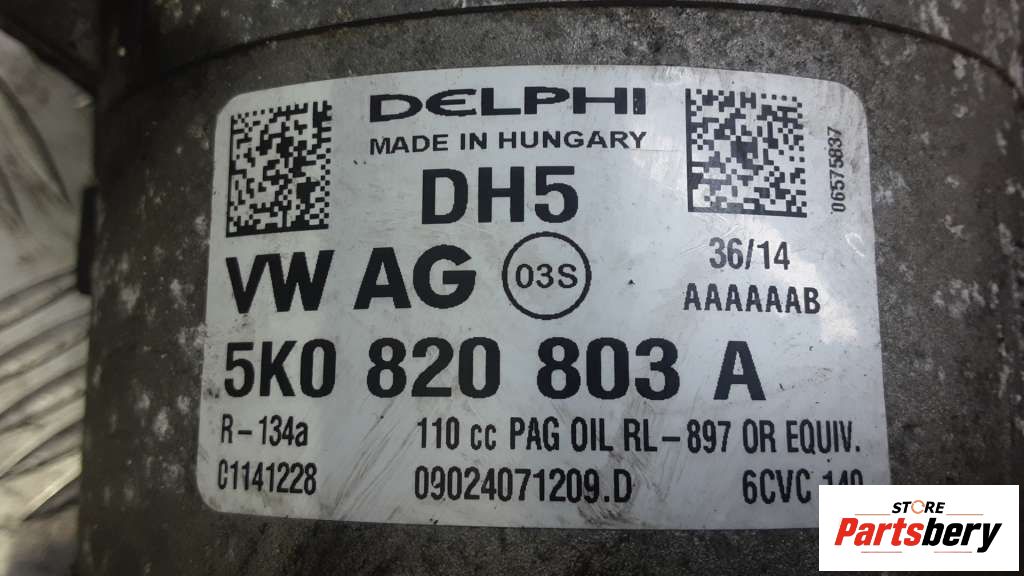 DELPHI
MADE IN HUNGARY
DH5
06575837
VW AG 03S
36/14
AAAAAAB
5K0 820 803 A
R-134a 110 cc PAG OIL RL-897 OR EQUIV.
C1141228 09024071209.D 6CVC 140
STORE
Partsbery